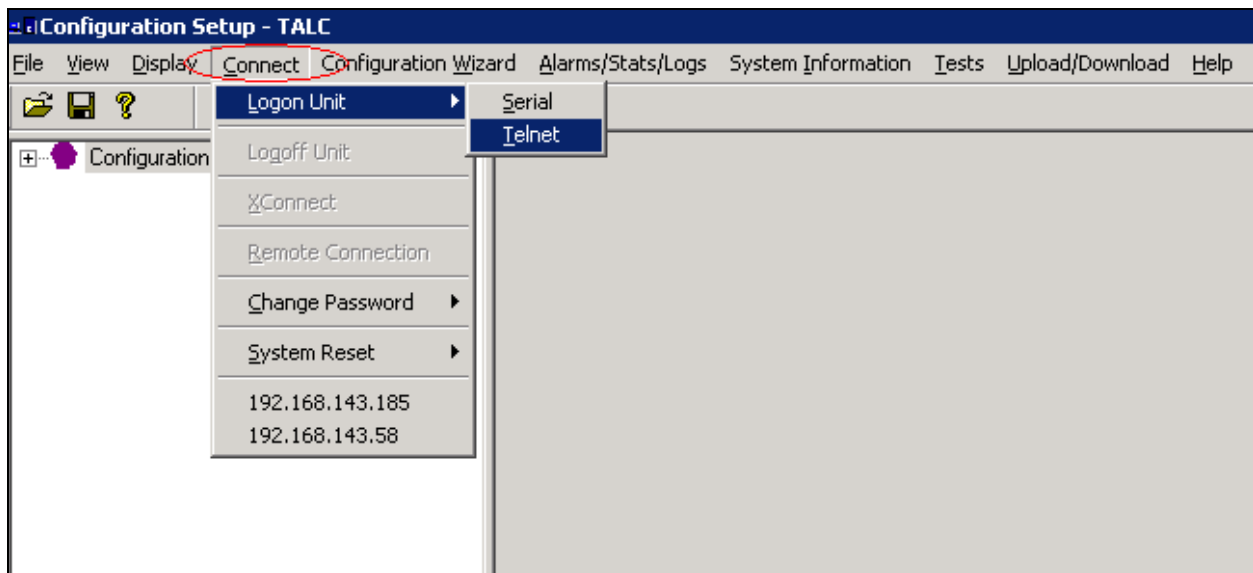 Configuration Setup - TALC
File View Display Connect Configuration Wizard Alarms/Stats/Logs System Information Tests Upload/Download Help
Logon Unit
Serial
Telnet
Configuration
Logoff Unit
XConnect
Remote Connection
Change Password
System Reset
192.168.143.185
192.168.143.58